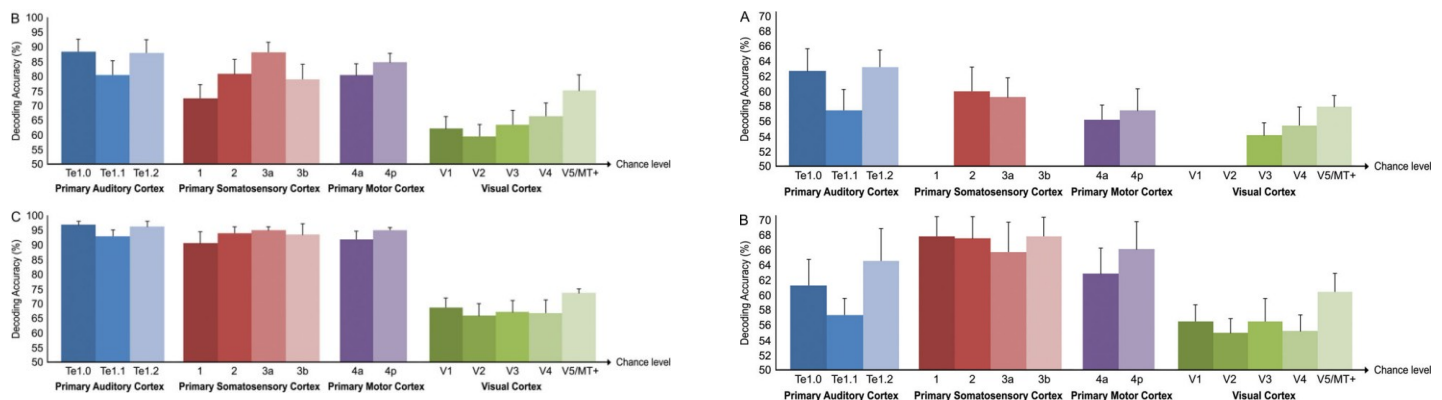 B
Decoding Accuracy (%)
100
95
90
85
80
75
70
65
60
55
50
Te1.0 Te1.1 Te1.2 1 2 3a 3b 4a 4p V1 V2 V3 V4 V5/MT+ Chance level
Primary Auditory Cortex Primary Somatosensory Cortex Primary Motor Cortex Visual Cortex
C
Decoding Accuracy (%)
100
95
90
85
80
75
70
65
60
55
50
Te1.0 Te1.1 Te1.2 1 2 3a 3b 4a 4p V1 V2 V3 V4 V5/MT+ Chance level
Primary Auditory Cortex Primary Somatosensory Cortex Primary Motor Cortex Visual Cortex
A
Decoding Accuracy (%)
70
68
66
64
62
60
58
56
54
52
50
Te1.0 Te1.1 Te1.2 1 2 3a 3b 4a 4p V1 V2 V3 V4 V5/MT+ Chance level
Primary Auditory Cortex Primary Somatosensory Cortex Primary Motor Cortex Visual Cortex
B
Decoding Accuracy (%)
70
68
66
64
62
60
58
56
54
52
50
Te1.0 Te1.1 Te1.2 1 2 3a 3b 4a 4p V1 V2 V3 V4 V5/MT+ Chance level
Primary Auditory Cortex Primary Somatosensory Cortex Primary Motor Cortex Visual Cortex